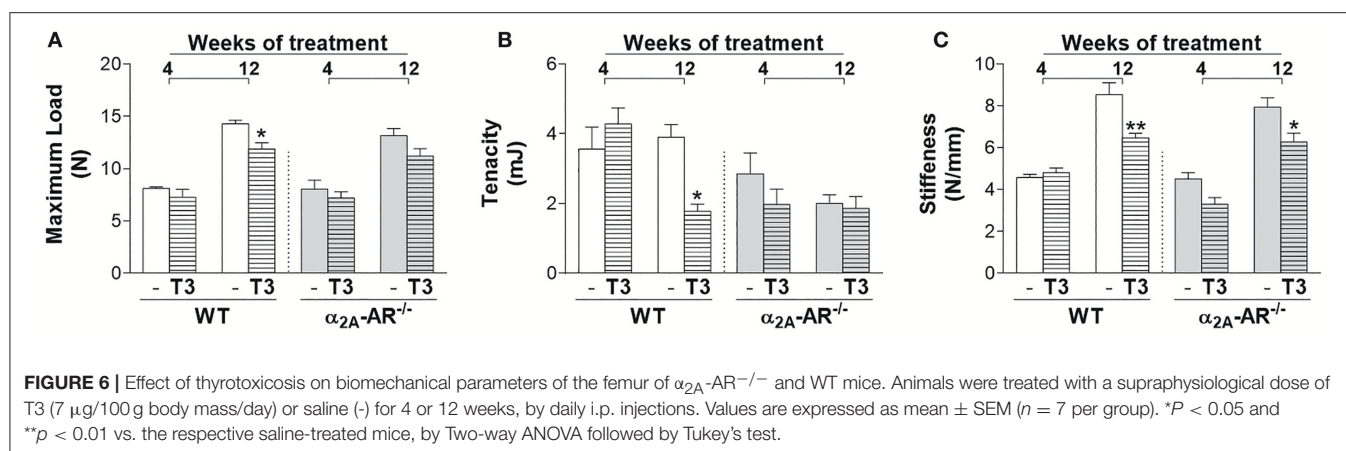 A
Weeks of treatment
4 12 4 12
Maximum Load
(N)
20
15
10
5
0
- T3 - T3 - T3 - T3
WT α2A-AR-/-
B
Weeks of treatment
4 12 4 12
Tenacity
(mJ)
6
4
2
0
* 
- T3 - T3 - T3 - T3
WT α2A-AR-/-
C
Weeks of treatment
4 12 4 12
Stiffeness
(N/mm)
10
8
6
4
2
0
** *
- T3 - T3 - T3 - T3
WT α2A-AR-/-
FIGURE 6 | Effect of thyrotoxicosis on biomechanical parameters of the femur of α2A-AR−/− and WT mice. Animals were treated with a supraphysiological dose of
T3 (7 μg/100 g body mass/day) or saline (-) for 4 or 12 weeks, by daily i.p. injections. Values are expressed as mean ± SEM (n = 7 per group). *P < 0.05 and
**p < 0.01 vs. the respective saline-treated mice, by Two-way ANOVA followed by Tukey's test.